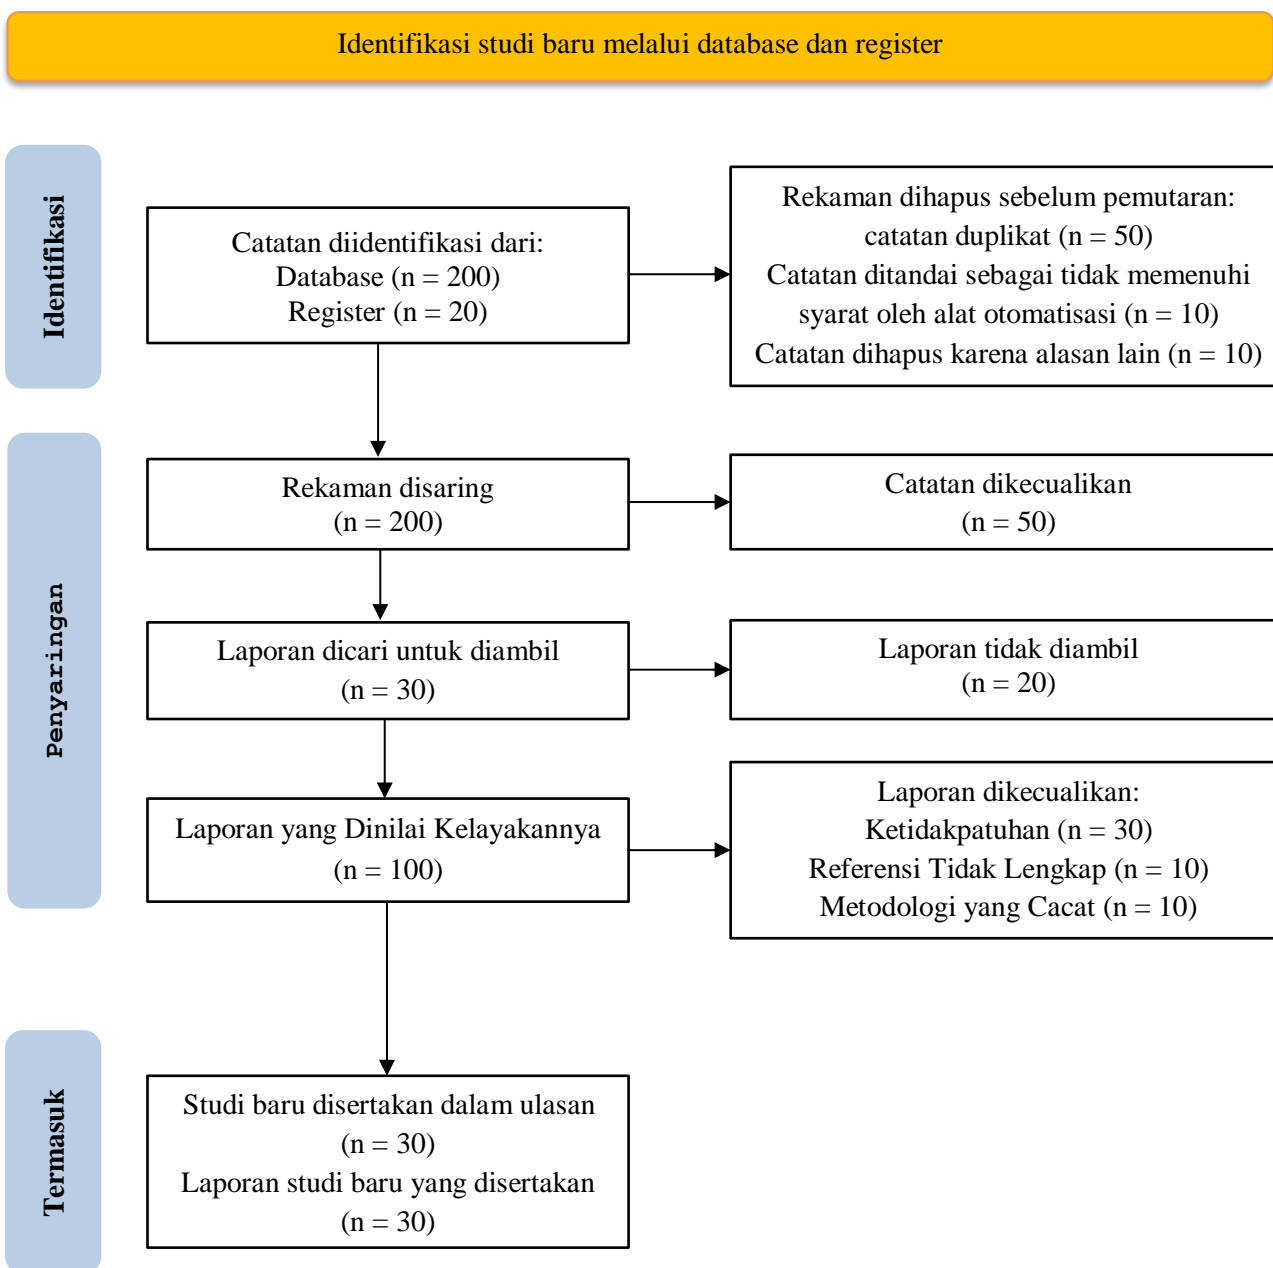 Identifikasi studi baru melalui database dan register
Identifikasi
Catatan diidentifikasi dari:
Database (n = 200)
Register (n = 20)
Rekaman dihapus sebelum pemutaran:
catatan duplikat (n = 50)
Catatan ditandai sebagai tidak memenuhi
syarat oleh alat otomatisasi (n = 10)
Catatan dihapus karena alasan lain (n = 10)
Penyaringan
Rekaman disaring
(n = 200)
Catatan dikecualikan
(n = 50)
Laporan dicari untuk diambil
(n = 30)
Laporan tidak diambil
(n = 20)
Laporan yang Dinilai Kelayakannya
(n = 100)
Laporan dikecualikan:
Ketidakpatuhan (n = 30)
Referensi Tidak Lengkap (n = 10)
Metodologi yang Cacat (n = 10)
Termasuk
Studi baru disertakan dalam ulasan
(n = 30)
Laporan studi baru yang disertakan
(n = 30)